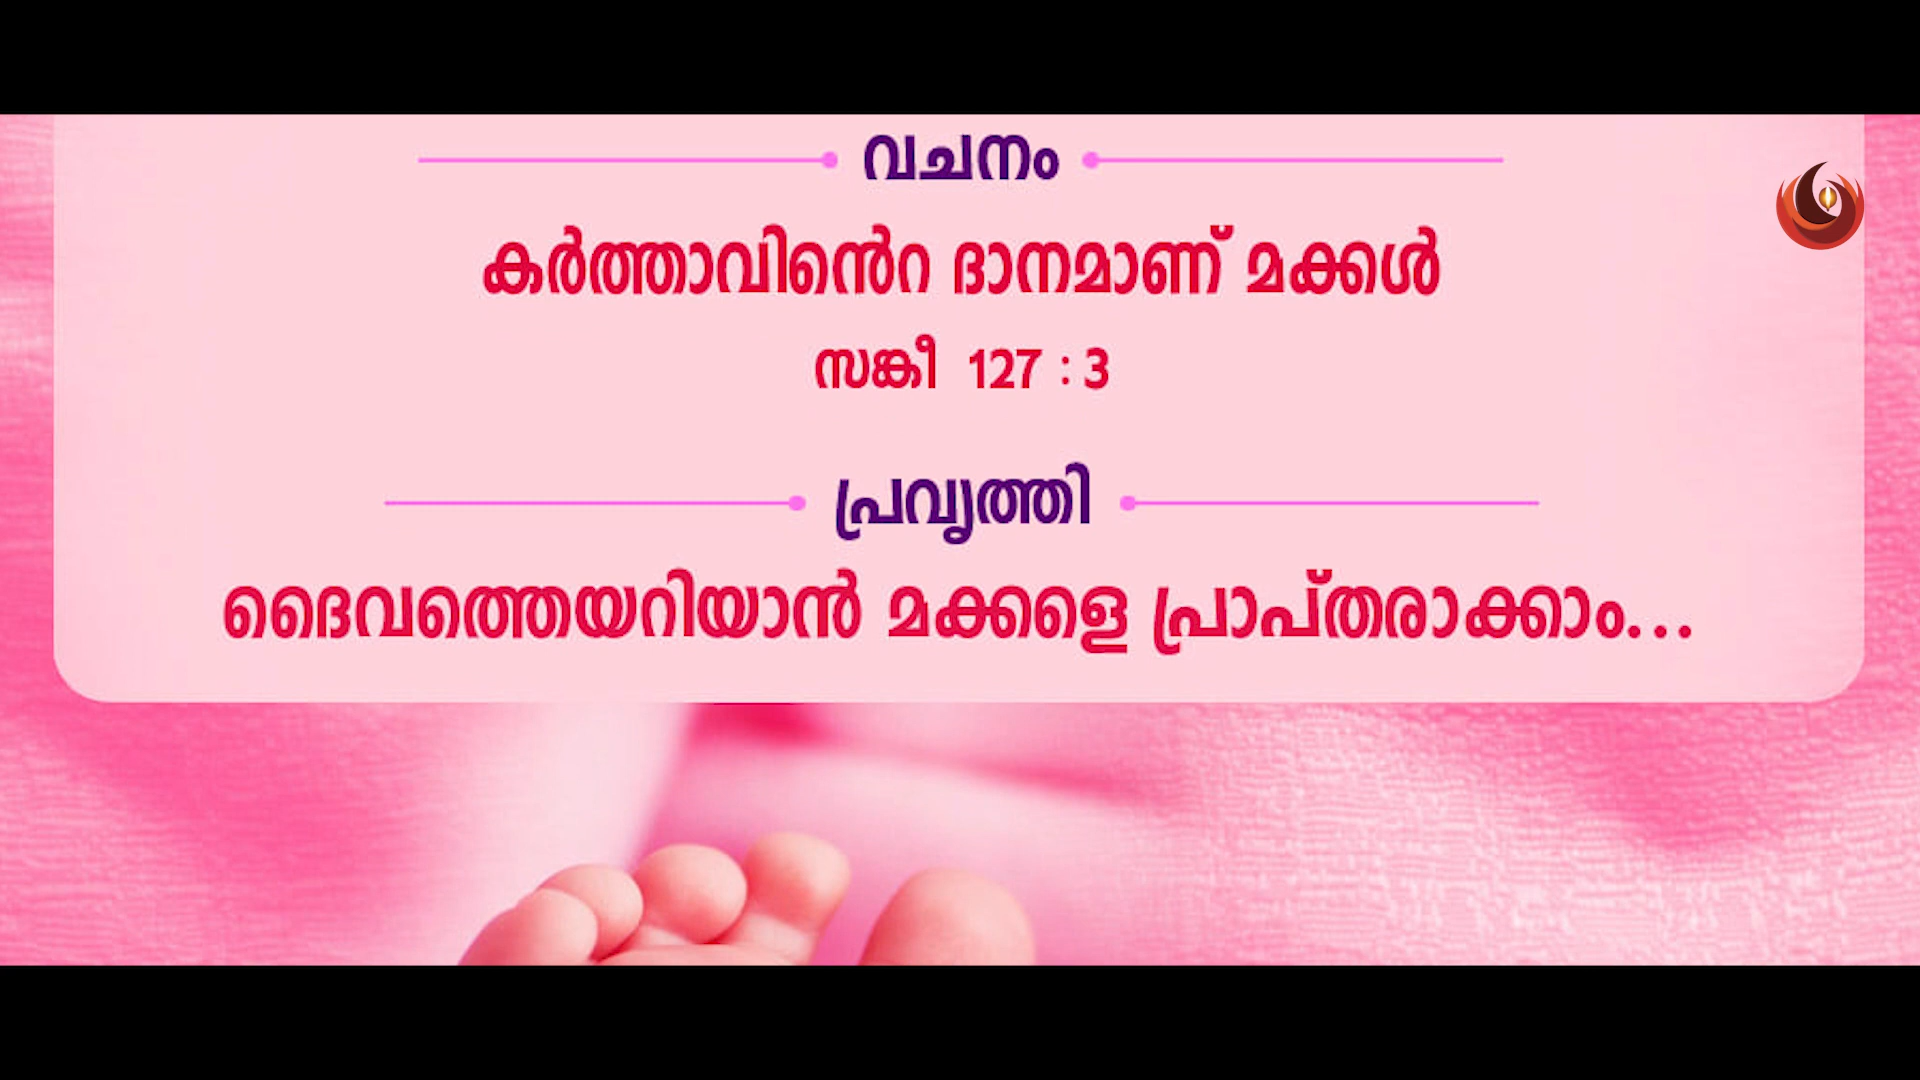 വചനം
കർത്താവിൻെറ ദാനമാണ് മക്കൾ
സങ്കീ 127 : 3
പ്രവൃത്തി
ദൈവത്തെയറിയാൻ മക്കളെ പ്രാപ്തരാക്കാം...